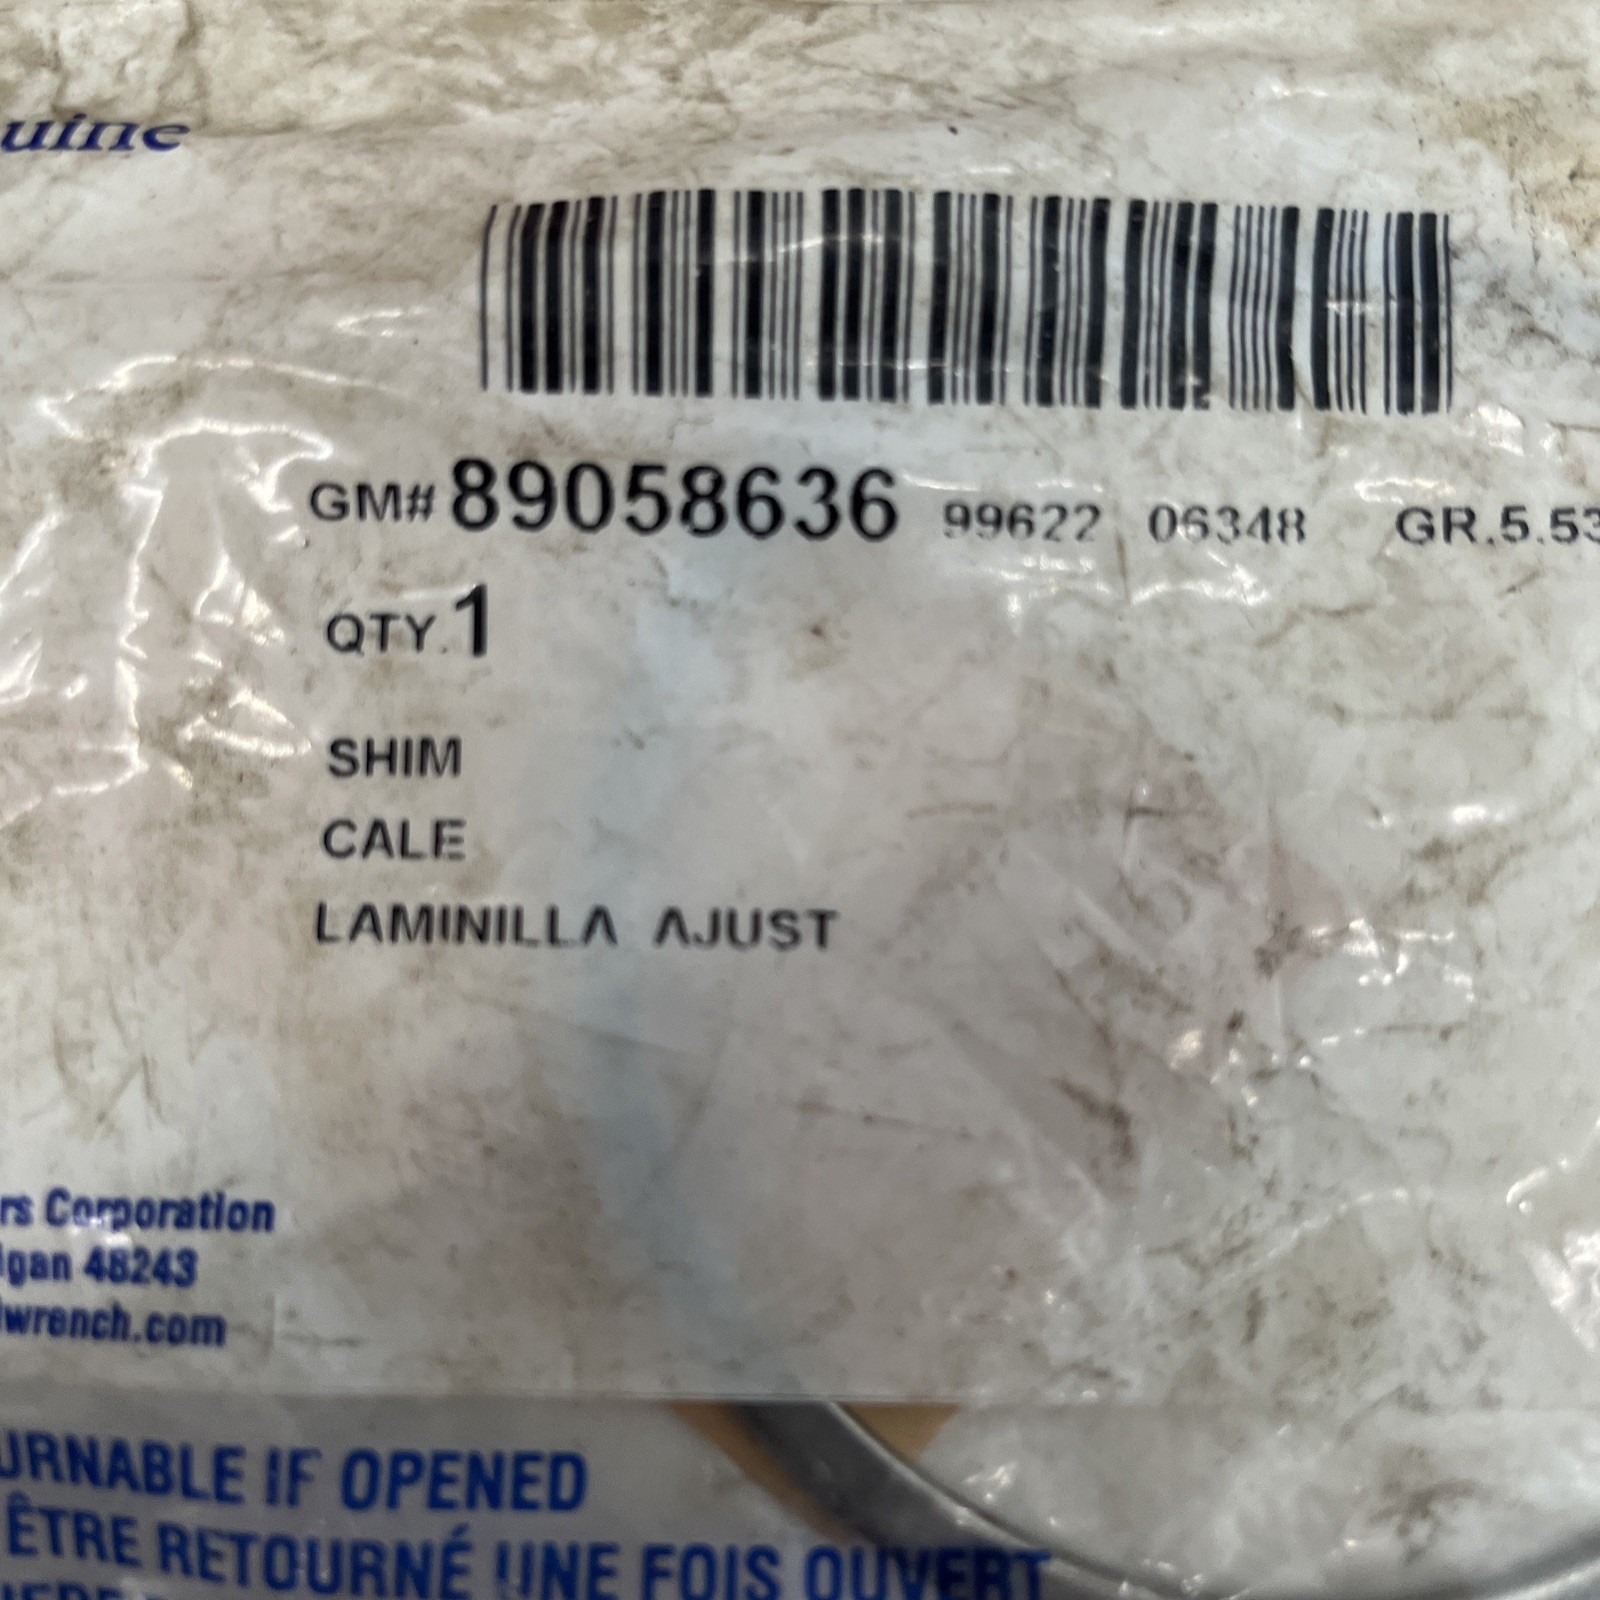 uine
GM# 89058636 99622 06348 GR.5.53
QTY. 1
SHIM
CALE
LAMINILLA AJUST
rs Corporation
igan 48243
lwrench.com
URNABLE IF OPENED
ÊTRE RETOURNÉ UNE FOIS OUVERT